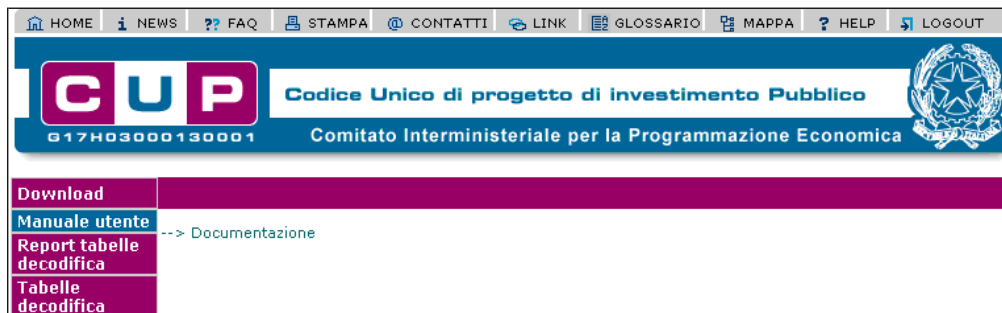 HOME NEWS ?? FAQ STAMPA @ CONTATTI LINK GLOSSARIO MAPPA ? HELP LOGOUT
CUP
Codice Unico di progetto di investimento Pubblico
G17H03000130001
Comitato Interministeriale per la Programmazione Economica
Download
Manuale utente
--> Documentazione
Report tabelle
decodifica
Tabelle
decodifica